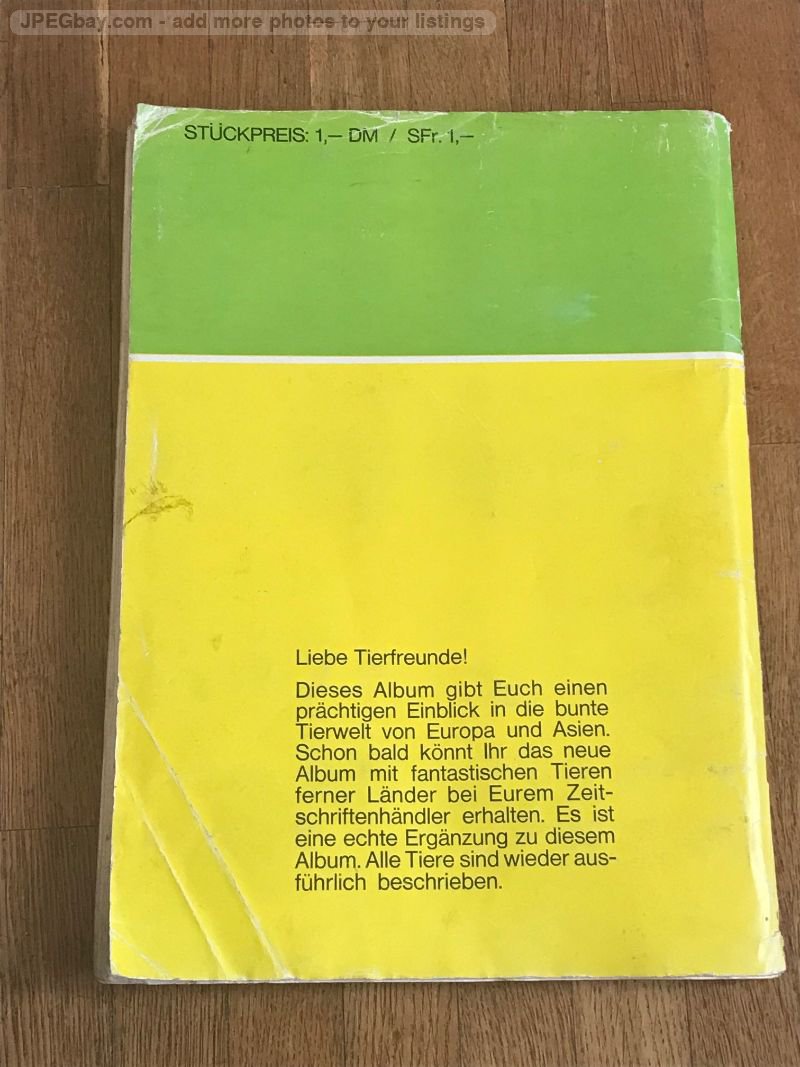 JPEGbay.com - add more photos to your listings
STÜCKPREIS: 1,— DM / SFr. 1,—
Liebe Tierfreunde!
Dieses Album gibt Euch einen
prächtigen Einblick in die bunte
Tierwelt von Europa und Asien.
Schon bald könnt Ihr das neue
Album mit fantastischen Tieren
ferner Länder bei Eurem Zeit-
schriftenhändler erhalten. Es ist
eine echte Ergänzung zu diesem
Album. Alle Tiere sind wieder aus-
führlich beschrieben.